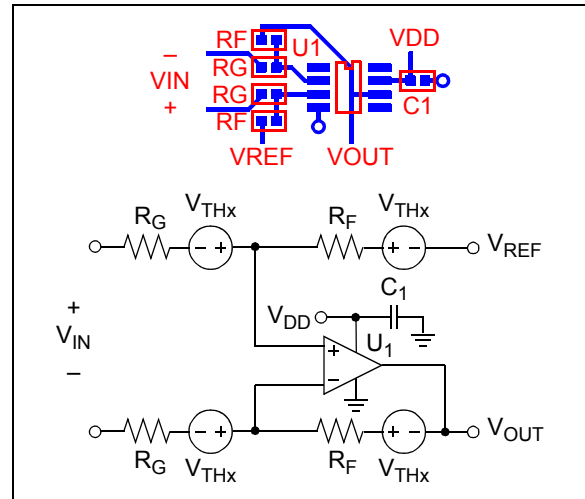 RF
U1
VDD
–
RG
VIN
RG
+
C1
RF
VREF
VOUT
VTHx
VTHx
RG
RF
– +
+ –
VREF
C1
+
VDD
VIN
U1
+
–
–
VOUT
– +
+ –
RG
VTHx
RF
VTHx